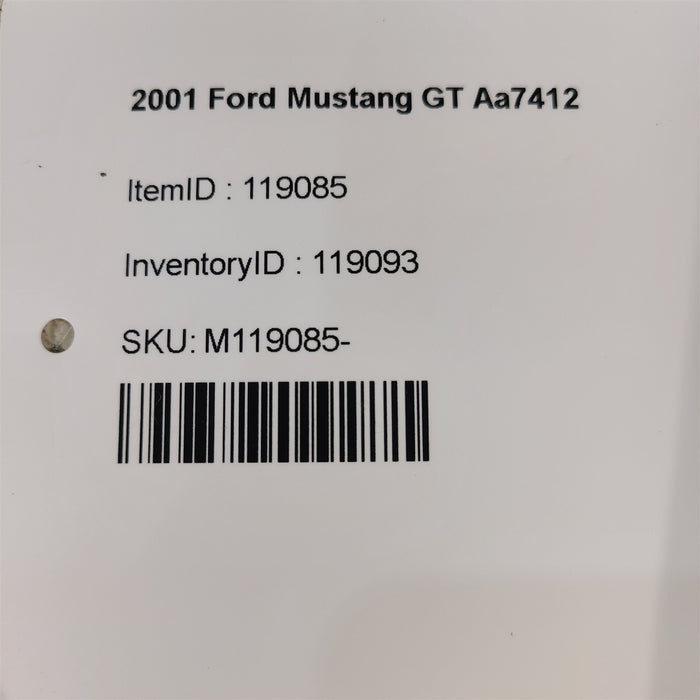 2001 Ford Mustang GT Aa7412
ItemID : 119085
InventoryID : 119093
SKU: M119085-